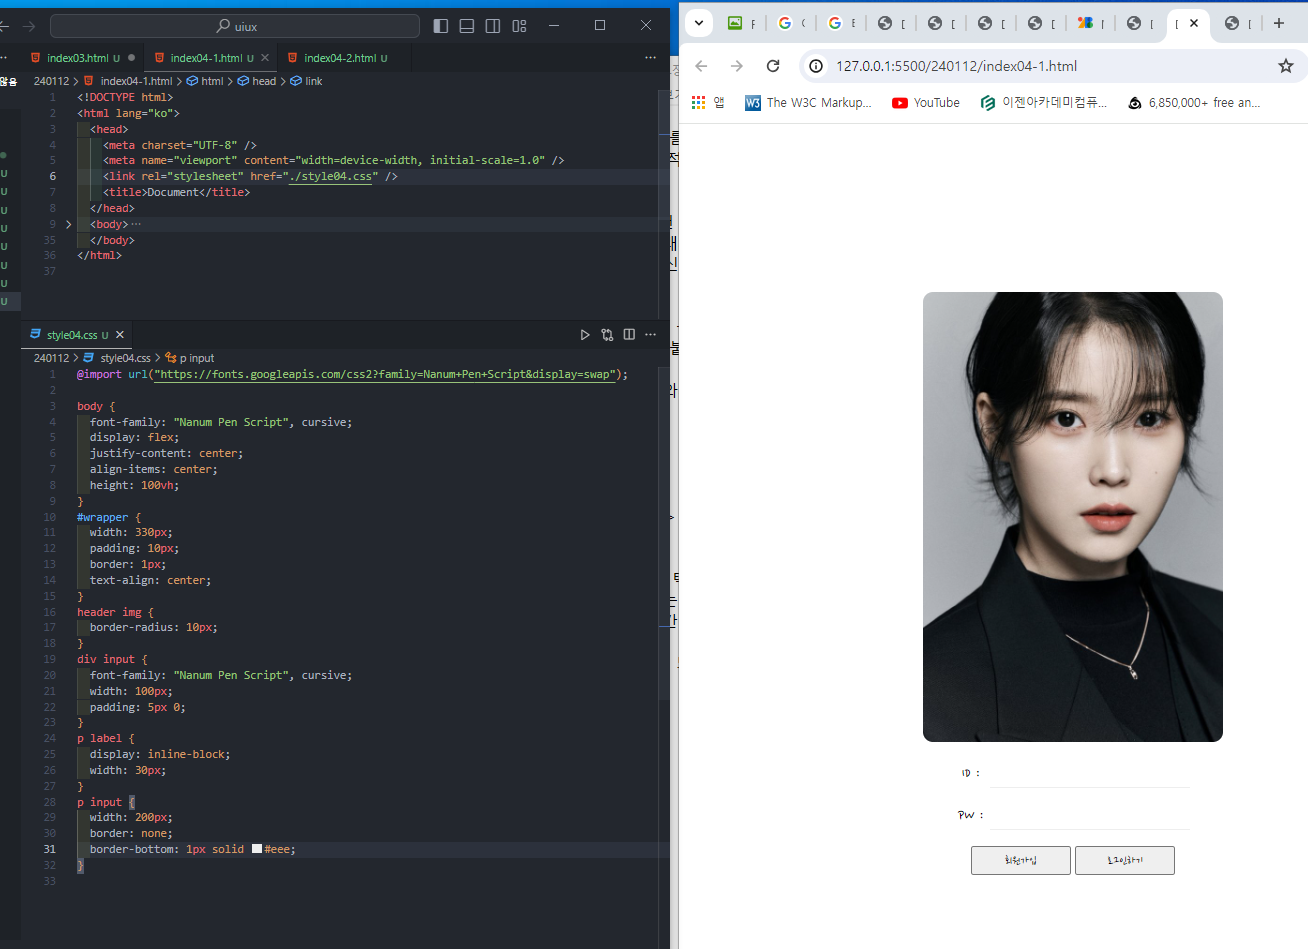 uiux
index03.html U
index04-1.html U
index04-2.html U
240112 > index04-1.html > html > head > link
1 <!DOCTYPE html>
2 <html lang="ko">
3 <head>
4 <meta charset="UTF-8" />
5 <meta name="viewport" content="width=device-width, initial-scale=1.0" />
6 <link rel="stylesheet" href="./style04.css" />
7 <title>Document</title>
8 </head>
9 <body>…
35 </body>
36 </html>
37
style04.css U
240112 > style04.css > p input
1 @import url("https://fonts.googleapis.com/css2?family=Nanum+Pen+Script&display=swap");
2
3 body {
4 font-family: "Nanum Pen Script", cursive;
5 display: flex;
6 justify-content: center;
7 align-items: center;
8 height: 100vh;
9 }
10 #wrapper {
11 width: 330px;
12 padding: 10px;
13 border: 1px;
14 text-align: center;
15 }
16 header img {
17 border-radius: 10px;
18 }
19 div input {
20 font-family: "Nanum Pen Script", cursive;
21 width: 100px;
22 padding: 5px 0;
23 }
24 p label {
25 display: inline-block;
26 width: 30px;
27 }
28 p input {
29 width: 200px;
30 border: none;
31 border-bottom: 1px solid #eee;
32 }
33
127.0.0.1:5500/240112/index04-1.html
앱
The W3C Markup...
YouTube
이젠아카데미컴퓨...
6,850,000+ free an...
ID :
PW :
회원가입
로그인하기